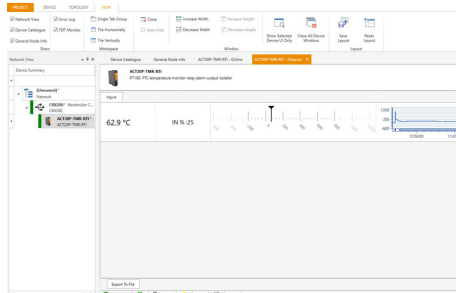 PROJECT DEVICE TOPOLOGY VIEW
Network View Error Log Single Tab Group Close Increase Width Increase Height
Device Catalogue FDT Monitor Tile Horizontally Auto Hide Decrease Width Decrease Height Show Selected Device UI Only Close All Device Windows Save Layout Reset Layout
General Node Info Tile Vertically
Show Workspace Window Layout
Network View Device Catalogue General Node Info ACT20P-TMR-RTI - Online ACT20P-TMR-RTI - Observe
Device Summary
ACT20P-TMR-RTI
PT100, RTC temperature monitor relay alarm output isolator
(Unnamed)*
Network
Input
CBX200* Weidmüller C...
CBX200
ACT20P-TMR-RTI*
ACT20P-TMR-RTI
62.9 °C IN % :25
1,000
200
-600
10:56:00
Export To File